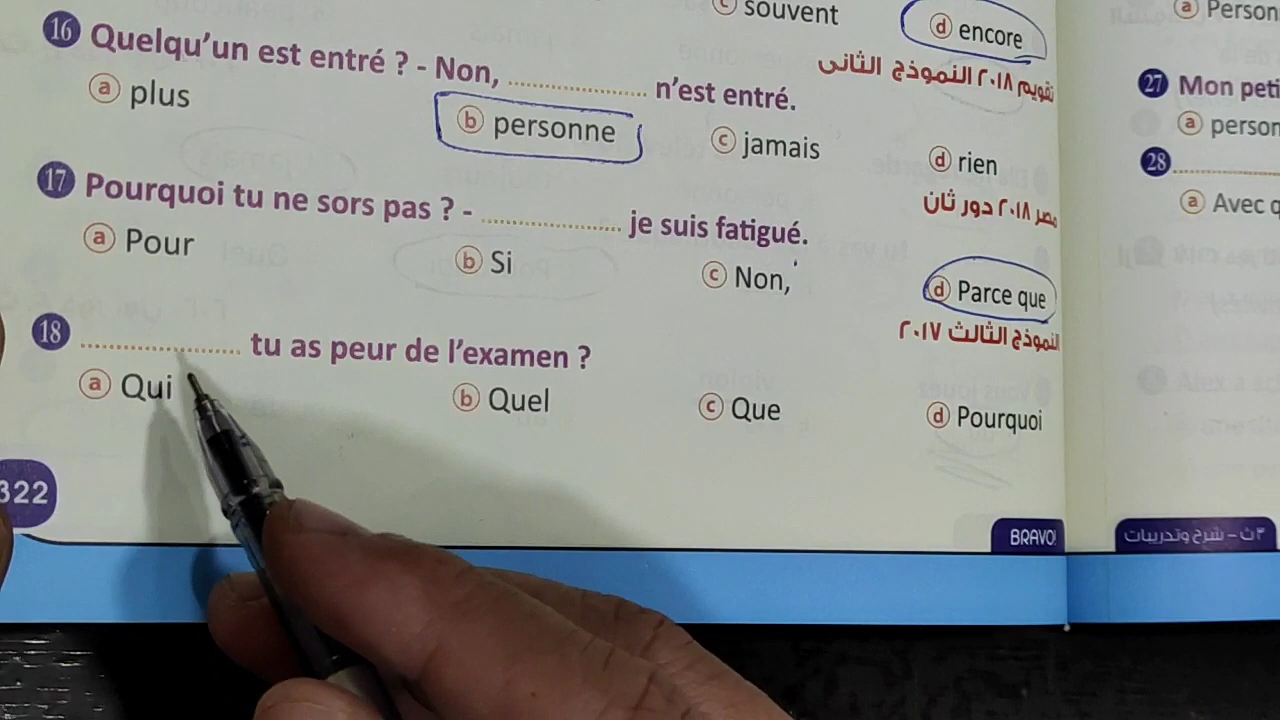 c souvent
d encore
تقويم ٢٠١٨ النموذج الثانى
16 Quelqu'un est entré ? - Non, ........................ n'est entré.
a plus
b personne
c jamais
d rien
مصر ٢٠١٨ دور ثان
17 Pourquoi tu ne sors pas ? - ........................ je suis fatigué.
a Pour
b Si
c Non,
d Parce que
النموذج الثالث ٢٠١٧
18 ........................ tu as peur de l'examen ?
a Qui
b Quel
c Que
d Pourquoi
322
BRAVO!
a Person
27 Mon peti
a person
28 ........................
a Avec q
٣ث - شرح وتدريبات